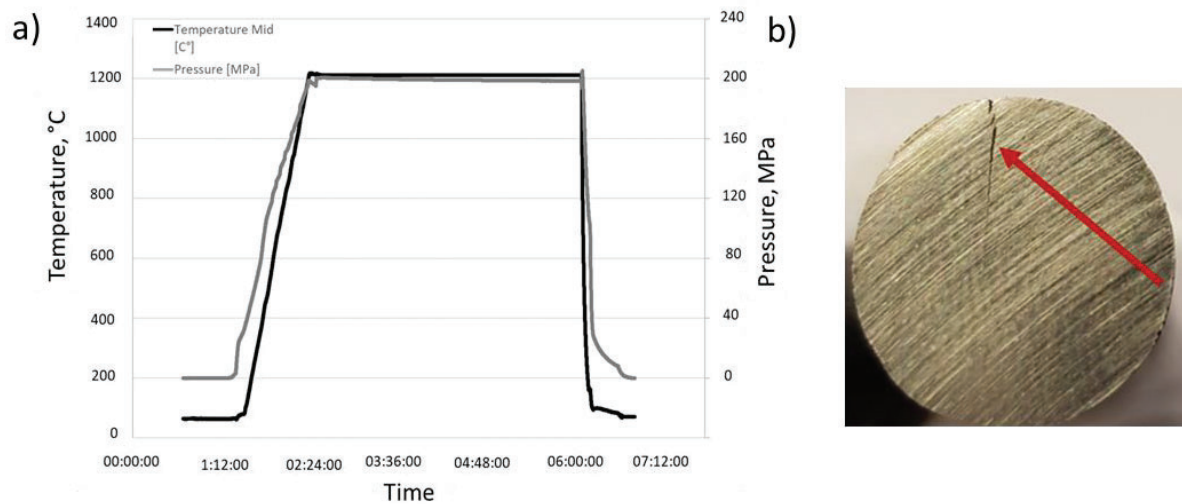 a)
1400
1200
1000
800
600
400
200
0
Temperature, °C
Temperature Mid
[C°]
Pressure [MPa]
240
200
160
120
80
40
0
Pressure, MPa
00:00:00
1:12:00
02:24:00
03:36:00
04:48:00
06:00:00
07:12:00
Time
b)